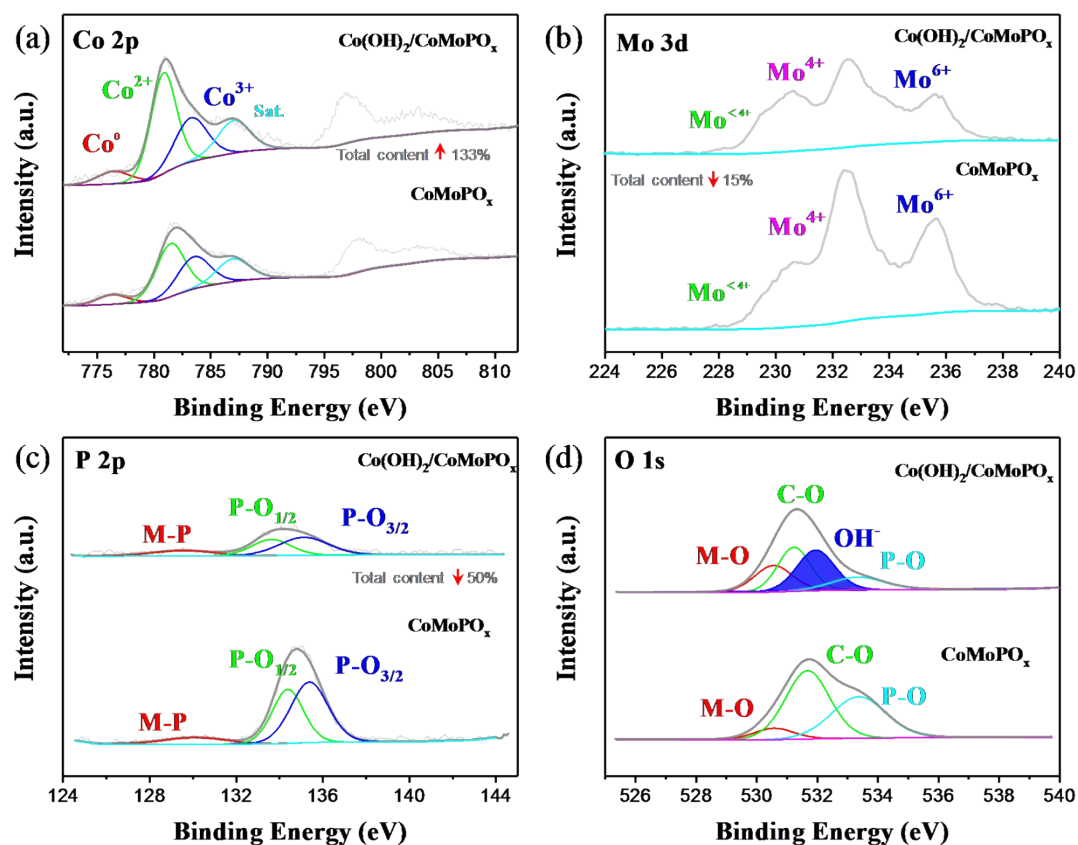 (a) Co 2p
Co(OH)₂/CoMoPOₓ
Co²⁺
Co³⁺
Sat.
Co⁰
Total content ↑ 133%
CoMoPOₓ
Intensity (a.u.)
775 780 785 790 795 800 805 810
Binding Energy (eV)
(b) Mo 3d
Co(OH)₂/CoMoPOₓ
Mo⁴⁺
Mo⁶⁺
Mo<⁴⁺
Total content ↓ 15%
CoMoPOₓ
Mo⁴⁺
Mo⁶⁺
Mo<⁴⁺
Intensity (a.u.)
224 226 228 230 232 234 236 238 240
Binding Energy (eV)
(c) P 2p
Co(OH)₂/CoMoPOₓ
P-O₁/₂
P-O₃/₂
M-P
Total content ↓ 50%
CoMoPOₓ
P-O₁/₂
P-O₃/₂
M-P
Intensity (a.u.)
124 128 132 136 140 144
Binding Energy (eV)
(d) O 1s
Co(OH)₂/CoMoPOₓ
C-O
OH⁻
M-O
P-O
CoMoPOₓ
C-O
P-O
M-O
Intensity (a.u.)
526 528 530 532 534 536 538 540
Binding Energy (eV)